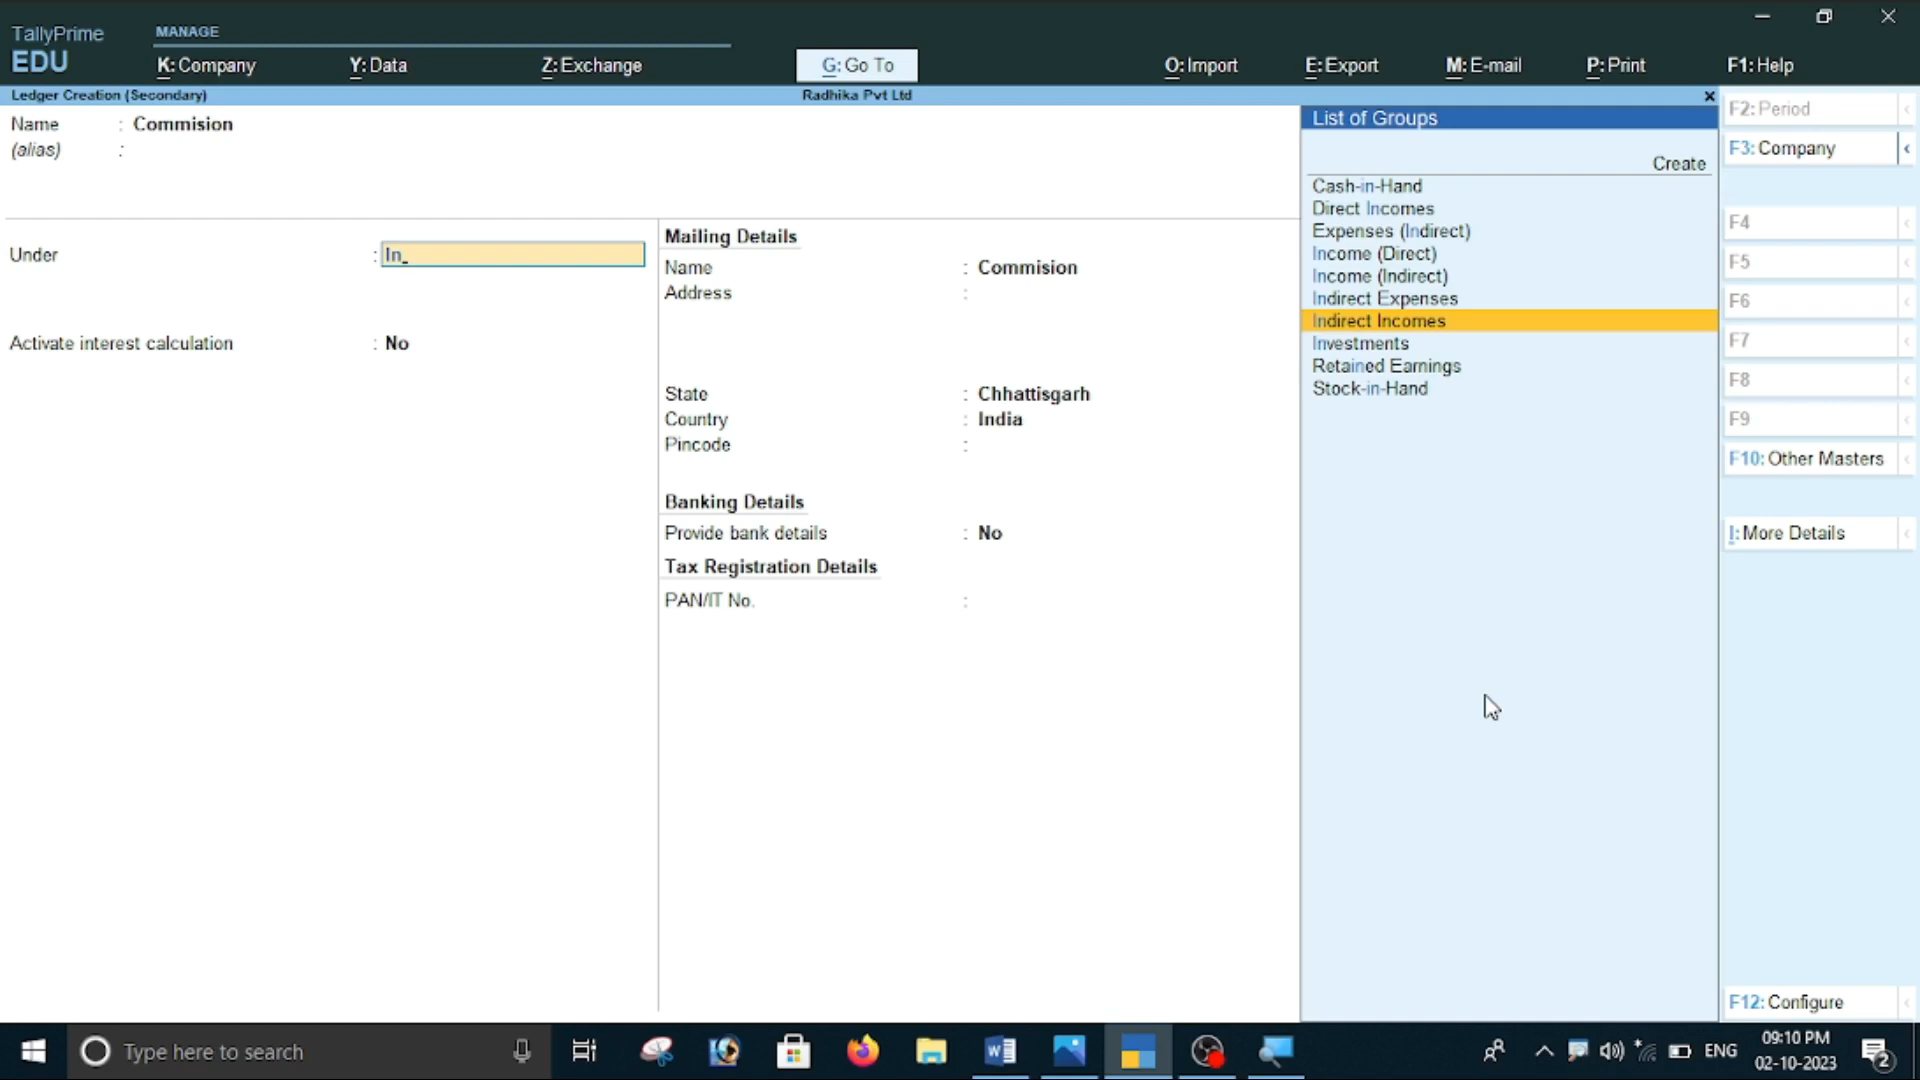 TallyPrime
EDU
MANAGE
K: Company
Y: Data
Z: Exchange
G: Go To
O: Import
E: Export
M: E-mail
P: Print
F1: Help
Ledger Creation (Secondary)
Radhika Pvt Ltd
Name : Commision
(alias) :
Under : In
Activate interest calculation : No
Mailing Details
Name : Commision
Address :
State : Chhattisgarh
Country : India
Pincode :
Banking Details
Provide bank details : No
Tax Registration Details
PAN/IT No. :
List of Groups
Create
Cash-in-Hand
Direct Incomes
Expenses (Indirect)
Income (Direct)
Income (Indirect)
Indirect Expenses
Indirect Incomes
Investments
Retained Earnings
Stock-in-Hand
F2: Period
F3: Company
F4
F5
F6
F7
F8
F9
F10: Other Masters
I: More Details
F12: Configure
Type here to search
ENG
09:10 PM
02-10-2023
2